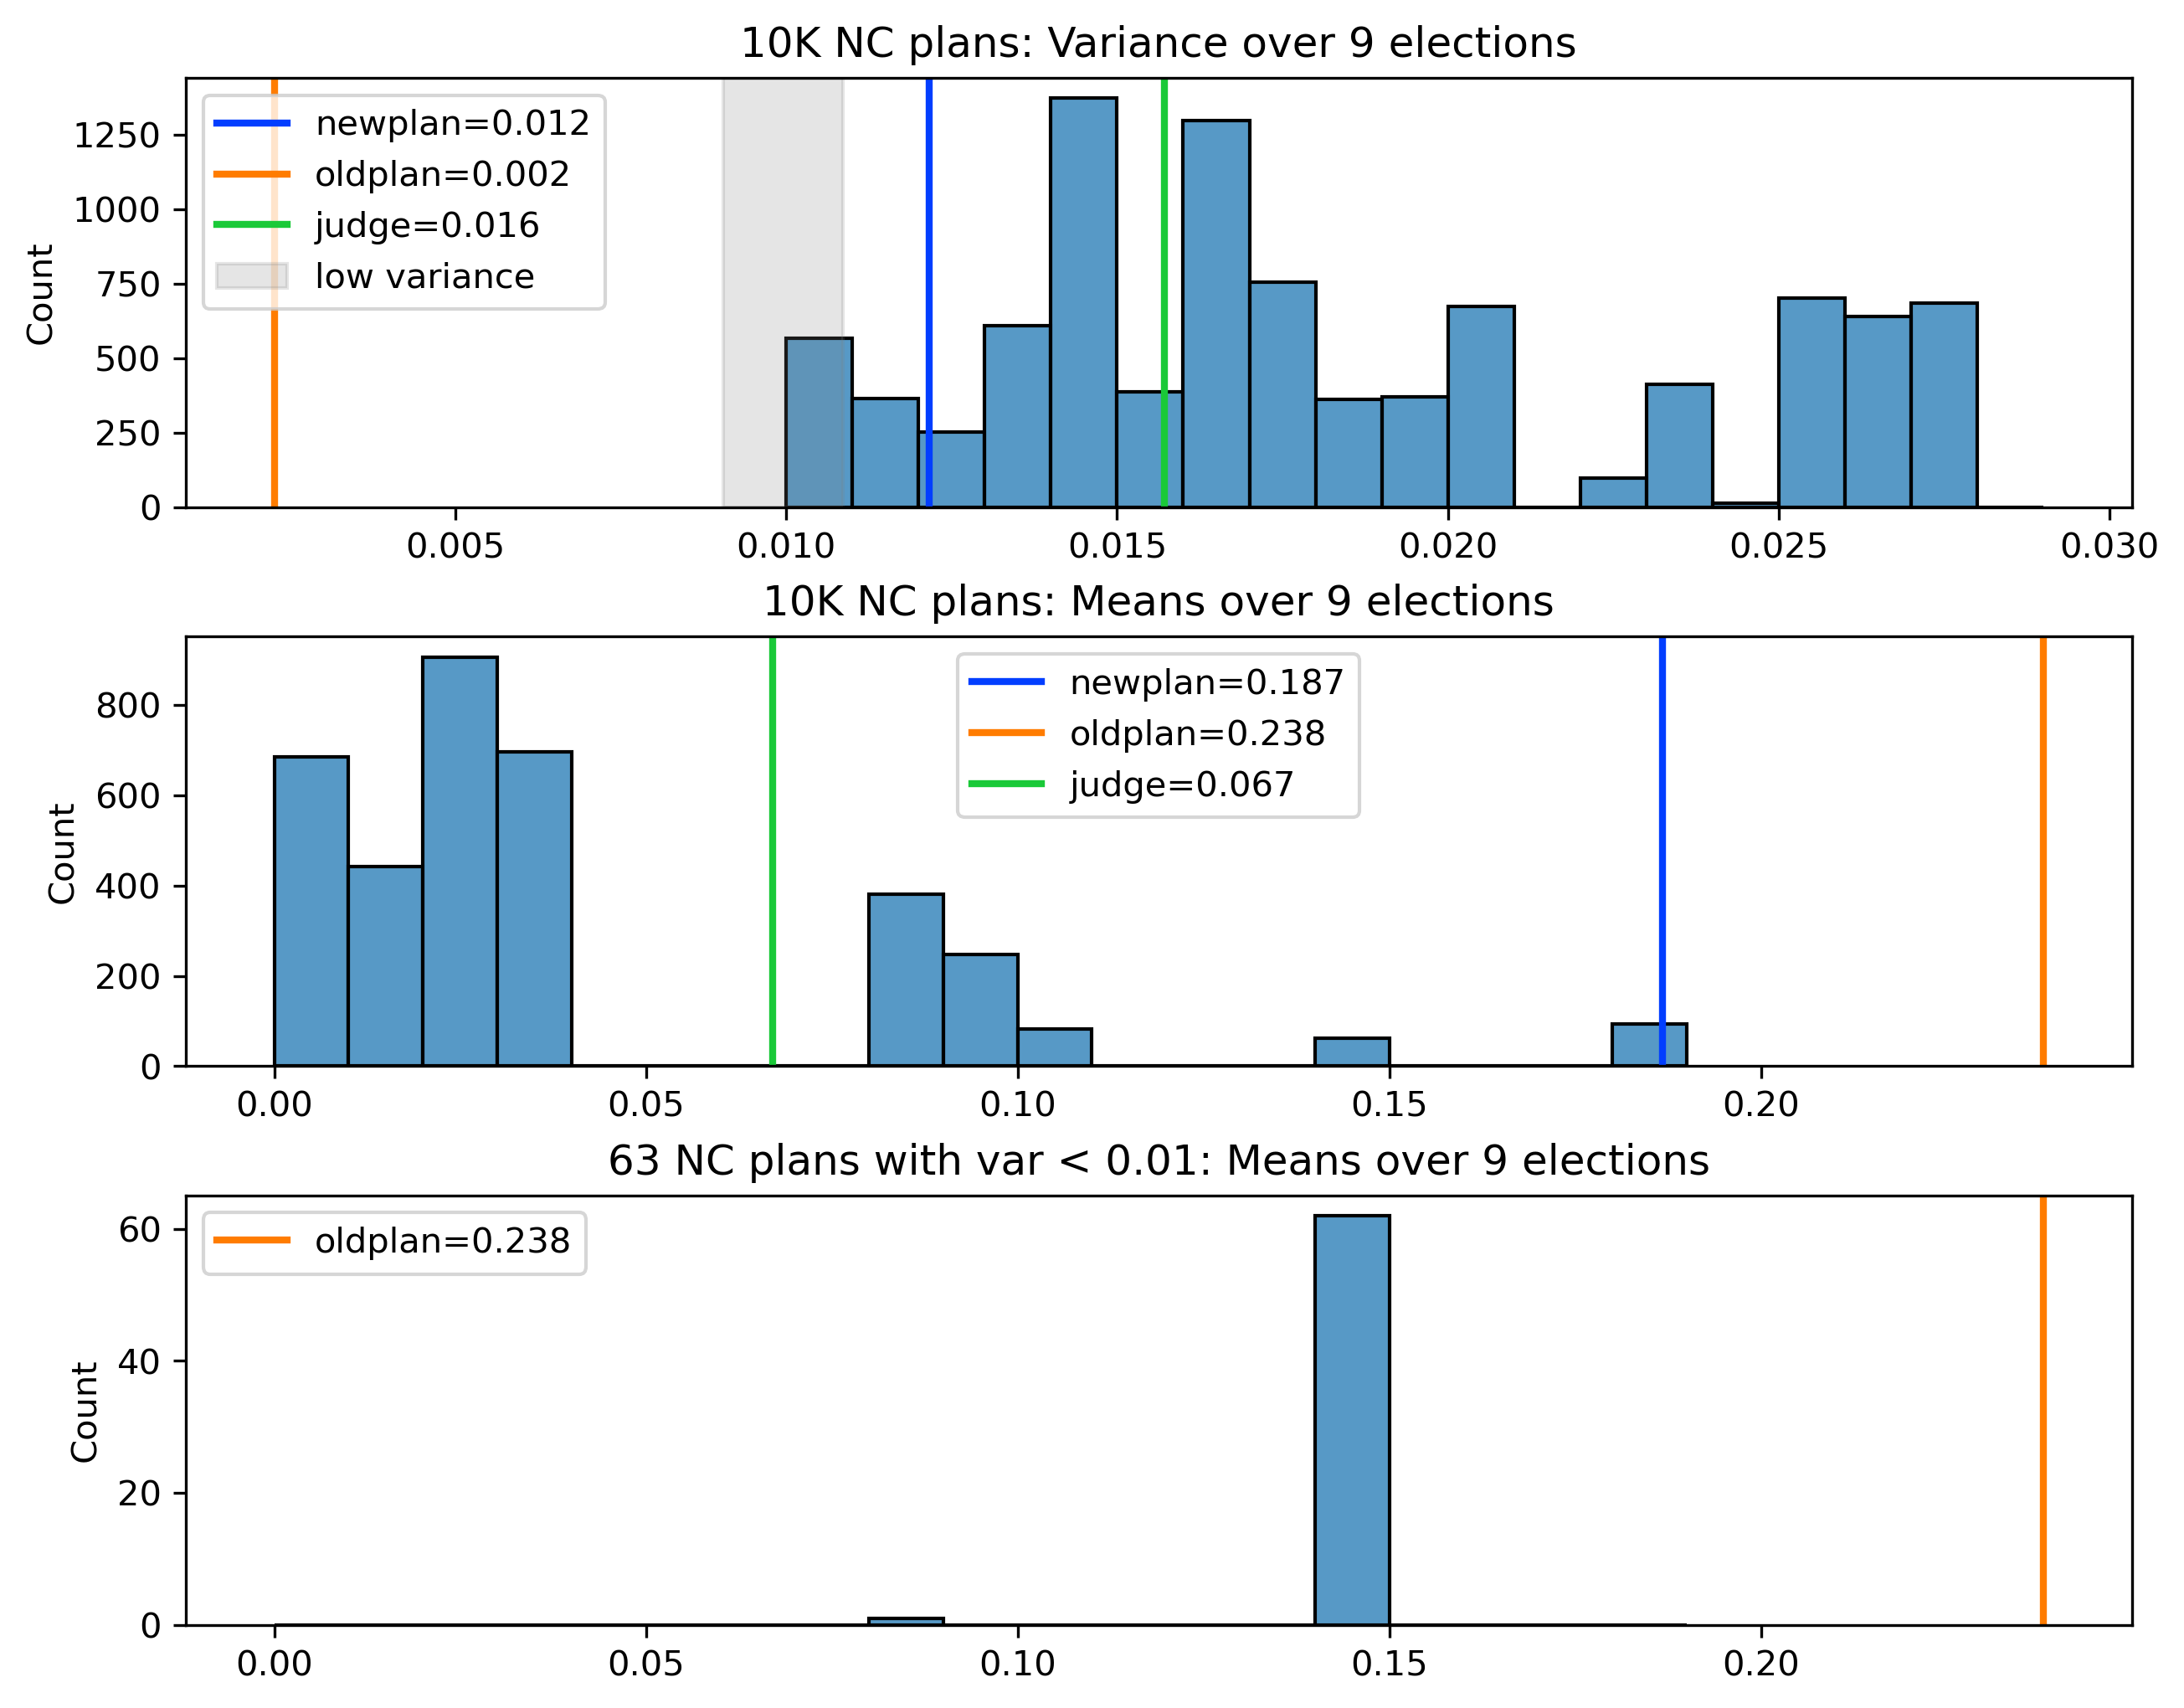 10K NC plans: Variance over 9 elections
newplan=0.012
oldplan=0.002
judge=0.016
low variance
Count
1250
1000
750
500
250
0
0.005 0.010 0.015 0.020 0.025 0.030
10K NC plans: Means over 9 elections
newplan=0.187
oldplan=0.238
judge=0.067
Count
800
600
400
200
0
0.00 0.05 0.10 0.15 0.20
63 NC plans with var < 0.01: Means over 9 elections
oldplan=0.238
Count
60
40
20
0
0.00 0.05 0.10 0.15 0.20